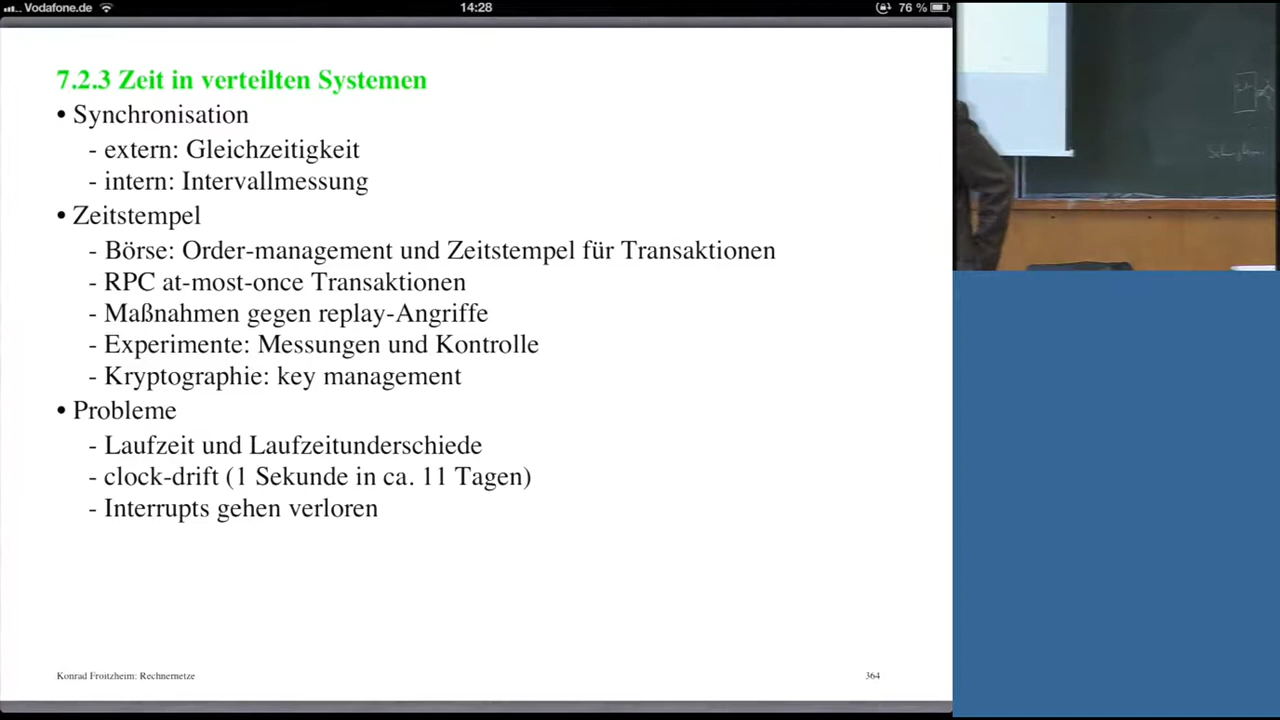 Vodafone.de 14:28 76 %
7.2.3 Zeit in verteilten Systemen
• Synchronisation
- extern: Gleichzeitigkeit
- intern: Intervallmessung
• Zeitstempel
- Börse: Order-management und Zeitstempel für Transaktionen
- RPC at-most-once Transaktionen
- Maßnahmen gegen replay-Angriffe
- Experimente: Messungen und Kontrolle
- Kryptographie: key management
• Probleme
- Laufzeit und Laufzeitunderschiede
- clock-drift (1 Sekunde in ca. 11 Tagen)
- Interrupts gehen verloren
Konrad Froitzheim: Rechnernetze 364